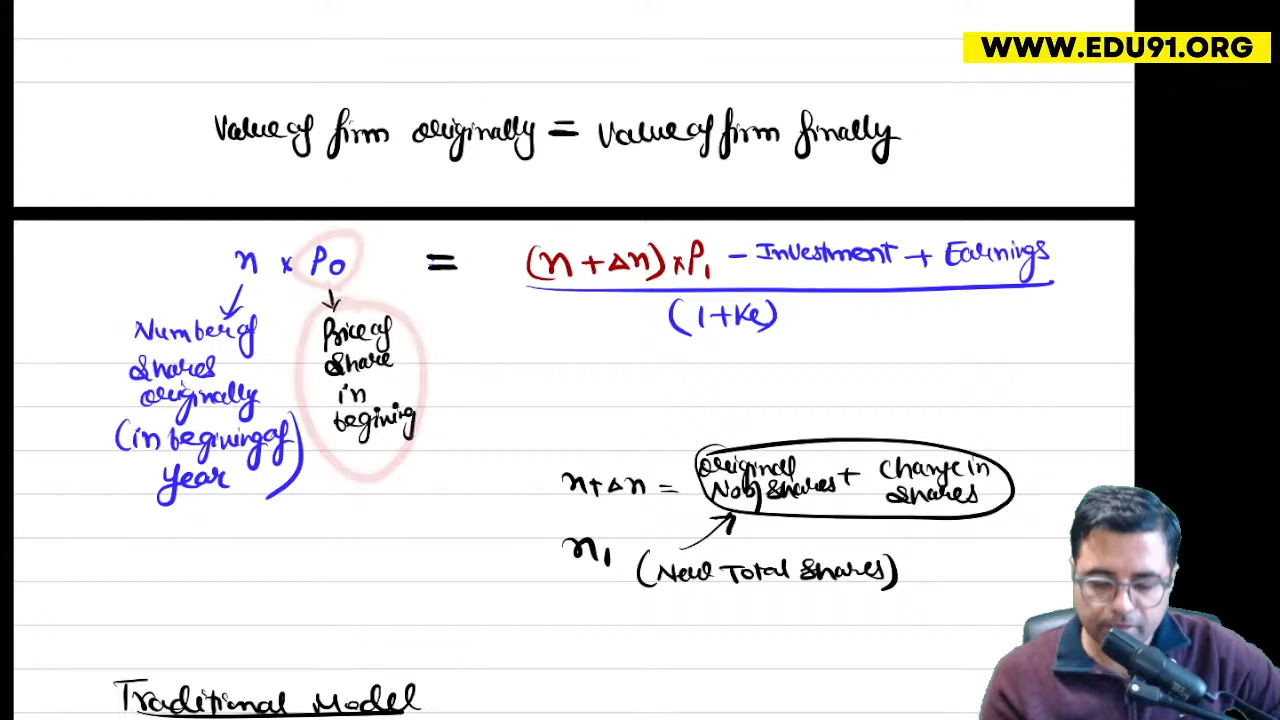 WWW.EDU91.ORG
Value of firm originally = Value of firm finally
n × P0 = (n + Δn) × P1 - Investment + Earnings
(1+Ke)
Number of
shares
originally
(in begining of
year)
Price of
share
in
begining
n+Δn = original No of shares + change in shares
n1 (New Total shares)
Traditional Model